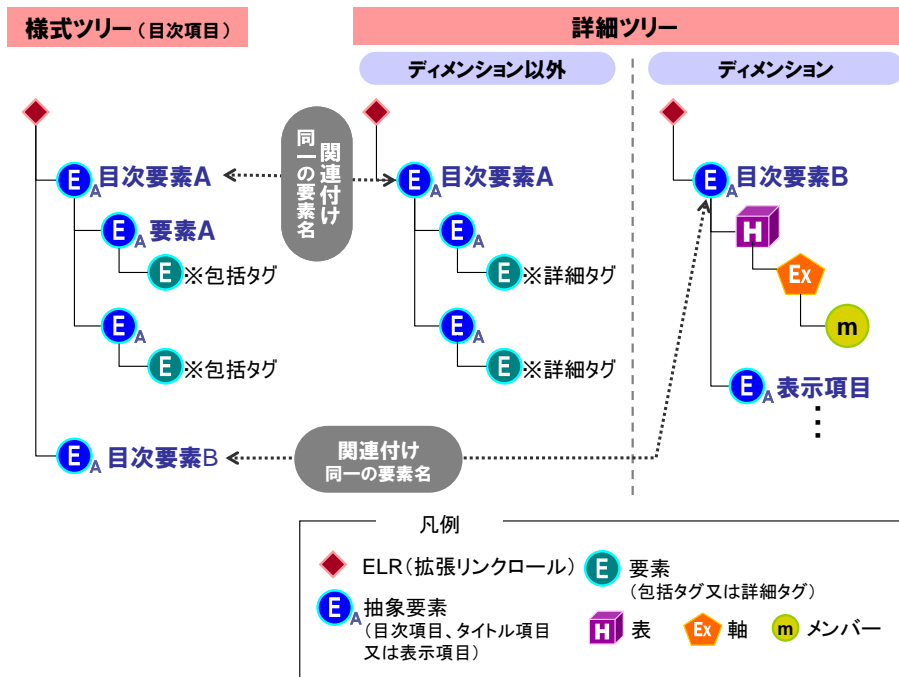 様式ツリー（目次項目）
詳細ツリー
ディメンション以外
ディメンション
E A 目次要素A
E A 要素A
E ※包括タグ
E A
E ※包括タグ
E A 目次要素B
関連付け
同一の要素名
E A 目次要素A
E A
E ※詳細タグ
E A
E ※詳細タグ
E A 目次要素B
H
Ex
m
E A 表示項目
関連付け
同一の要素名
凡例
ELR（拡張リンクロール）
E 要素
（包括タグ又は詳細タグ）
E A 抽象要素
（目次項目、タイトル項目
又は表示項目）
H 表
Ex 軸
m メンバー